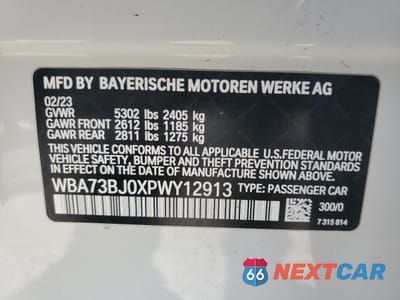 MFD BY BAYERISCHE MOTOREN WERKE AG
02/23
GVWR 5302 lbs 2405 kg
GAWR FRONT 2612 lbs 1185 kg
GAWR REAR 2811 lbs 1275 kg
THIS VEHICLE CONFORMS TO ALL APPLICABLE U.S. FEDERAL MOTOR
VEHICLE SAFETY, BUMPER, AND THEFT PREVENTION STANDARDS
IN EFFECT ON THE DATE OF MANUFACTURE SHOWN ABOVE.
WBA73BJ0XPWY12913 TYPE: PASSENGER CAR
300/0
7 315 814
66 NEXTCAR